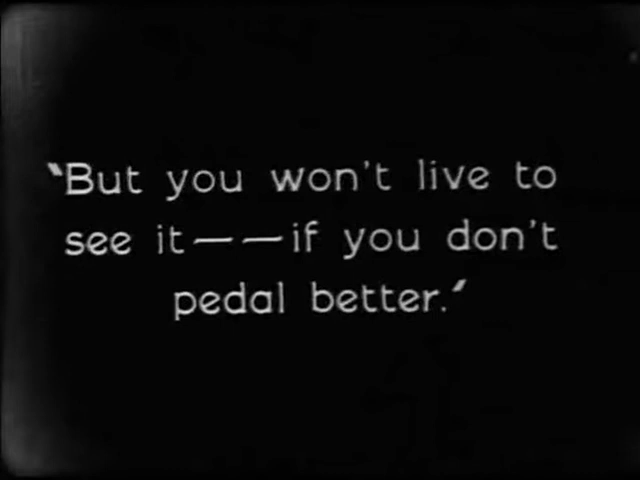 "But you won't live to
see it——if you don't
pedal better."